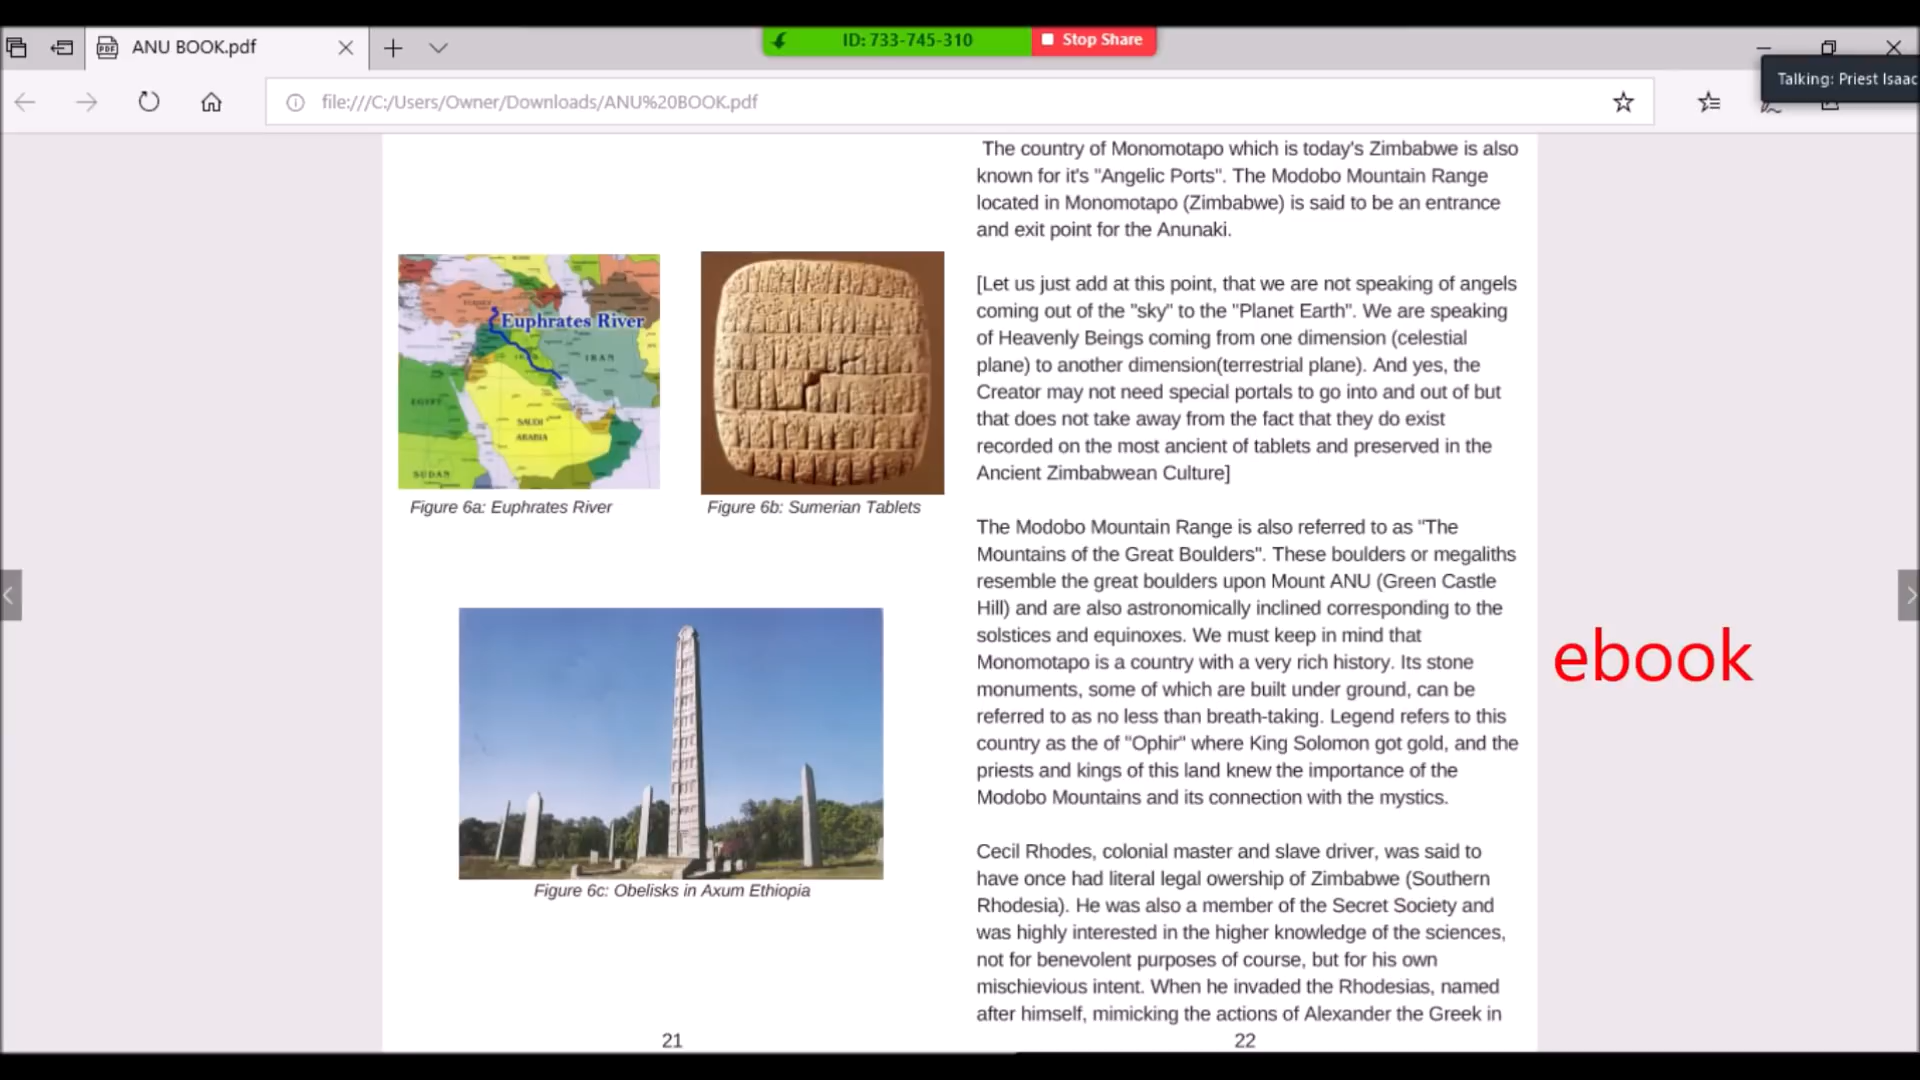 ANU BOOK.pdf
ID: 733-745-310
Stop Share
Talking: Priest Isaac
file:///C:/Users/Owner/Downloads/ANU%20BOOK.pdf
Euphrates River
IRAN
EGYPT
SAUDI
ARABIA
SUDAN
Figure 6a: Euphrates River
Figure 6b: Sumerian Tablets
Figure 6c: Obelisks in Axum Ethiopia
21
The country of Monomotapo which is today's Zimbabwe is also
known for it's "Angelic Ports". The Modobo Mountain Range
located in Monomotapo (Zimbabwe) is said to be an entrance
and exit point for the Anunaki.
[Let us just add at this point, that we are not speaking of angels
coming out of the "sky" to the "Planet Earth". We are speaking
of Heavenly Beings coming from one dimension (celestial
plane) to another dimension(terrestrial plane). And yes, the
Creator may not need special portals to go into and out of but
that does not take away from the fact that they do exist
recorded on the most ancient of tablets and preserved in the
Ancient Zimbabwean Culture]
The Modobo Mountain Range is also referred to as "The
Mountains of the Great Boulders". These boulders or megaliths
resemble the great boulders upon Mount ANU (Green Castle
Hill) and are also astronomically inclined corresponding to the
solstices and equinoxes. We must keep in mind that
Monomotapo is a country with a very rich history. Its stone
monuments, some of which are built under ground, can be
referred to as no less than breath-taking. Legend refers to this
country as the of "Ophir" where King Solomon got gold, and the
priests and kings of this land knew the importance of the
Modobo Mountains and its connection with the mystics.
Cecil Rhodes, colonial master and slave driver, was said to
have once had literal legal owership of Zimbabwe (Southern
Rhodesia). He was also a member of the Secret Society and
was highly interested in the higher knowledge of the sciences,
not for benevolent purposes of course, but for his own
mischievious intent. When he invaded the Rhodesias, named
after himself, mimicking the actions of Alexander the Greek in
22
ebook